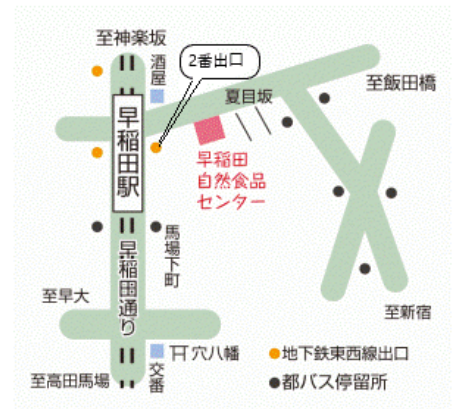 至神楽坂
酒屋
2番出口
夏目坂
至飯田橋
早稲田駅
早稲田
自然食品
センター
馬場下町
早稲田通り
至早大
至新宿
穴八幡
交番
至高田馬場
地下鉄東西線出口
都バス停留所